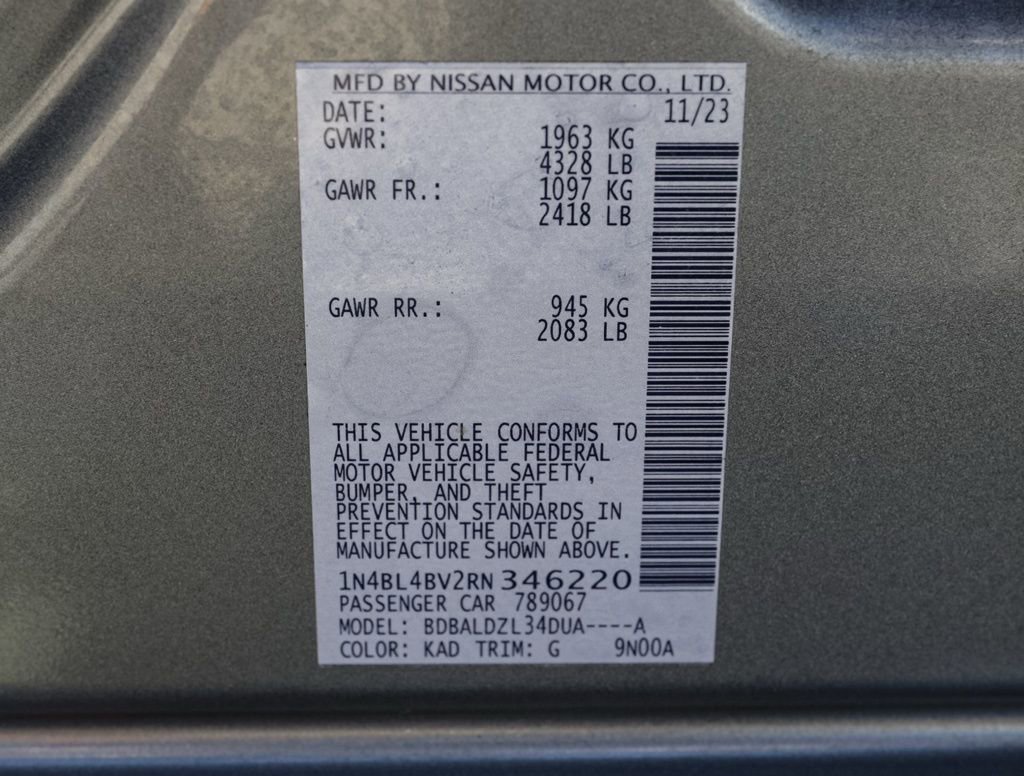 MFD BY NISSAN MOTOR CO., LTD.
DATE: 11/23
GVWR: 1963 KG
4328 LB
GAWR FR.: 1097 KG
2418 LB
GAWR RR.: 945 KG
2083 LB
THIS VEHICLE CONFORMS TO
ALL APPLICABLE FEDERAL
MOTOR VEHICLE SAFETY,
BUMPER, AND THEFT
PREVENTION STANDARDS IN
EFFECT ON THE DATE OF
MANUFACTURE SHOWN ABOVE.
1N4BL4BV2RN346220
PASSENGER CAR 789067
MODEL: BDBALDZL34DUA----A
COLOR: KAD TRIM: G 9N00A